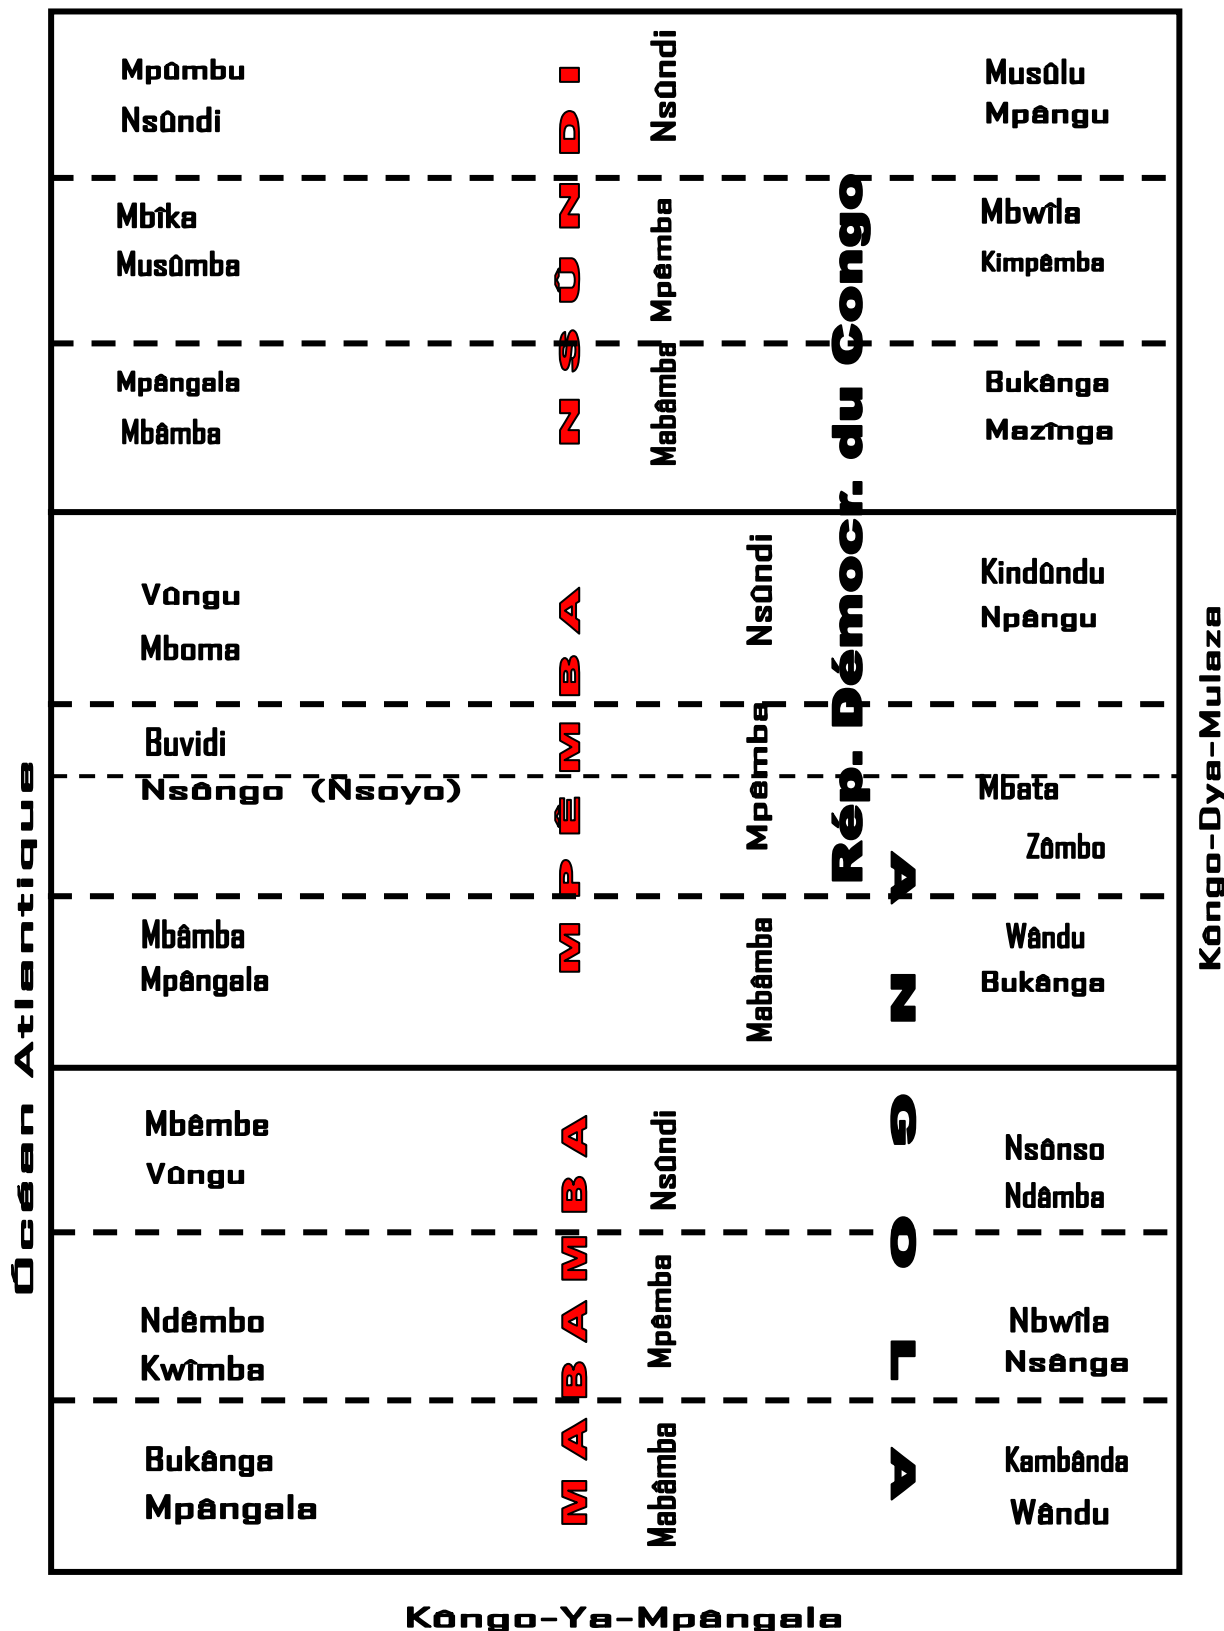 Mpûmbu
Nsûndi
Nsûndi
Musûlu
Mpângu
NSÛNDI
Mbîka
Musûmba
Mpêmba
Mbwîla
Kimpêmba
Mpângala
Mbâmba
Mabâmba
Bukânga
Mazînga
Rép. Démocr. du Congo
Vûngu
Mboma
Nsûndi
Kindûndu
Npângu
MPÊMBA
Buvidi
Nsôngo (Nsoyo)
Mpêmba
Mbata
Zômbo
Mbâmba
Mpângala
Mabâmba
Wându
Bukânga
Océan Atlantique
Kôngo-Dya-Mulaza
ANGOLA
Mbêmbe
Vûngu
Nsûndi
Nsônso
Ndâmba
MABAMBA
Ndêmbo
Kwîmba
Mpêmba
Nbwîla
Nsânga
Bukânga
Mpângala
Mabâmba
Kambânda
Wându
Kôngo-Ya-Mpângala